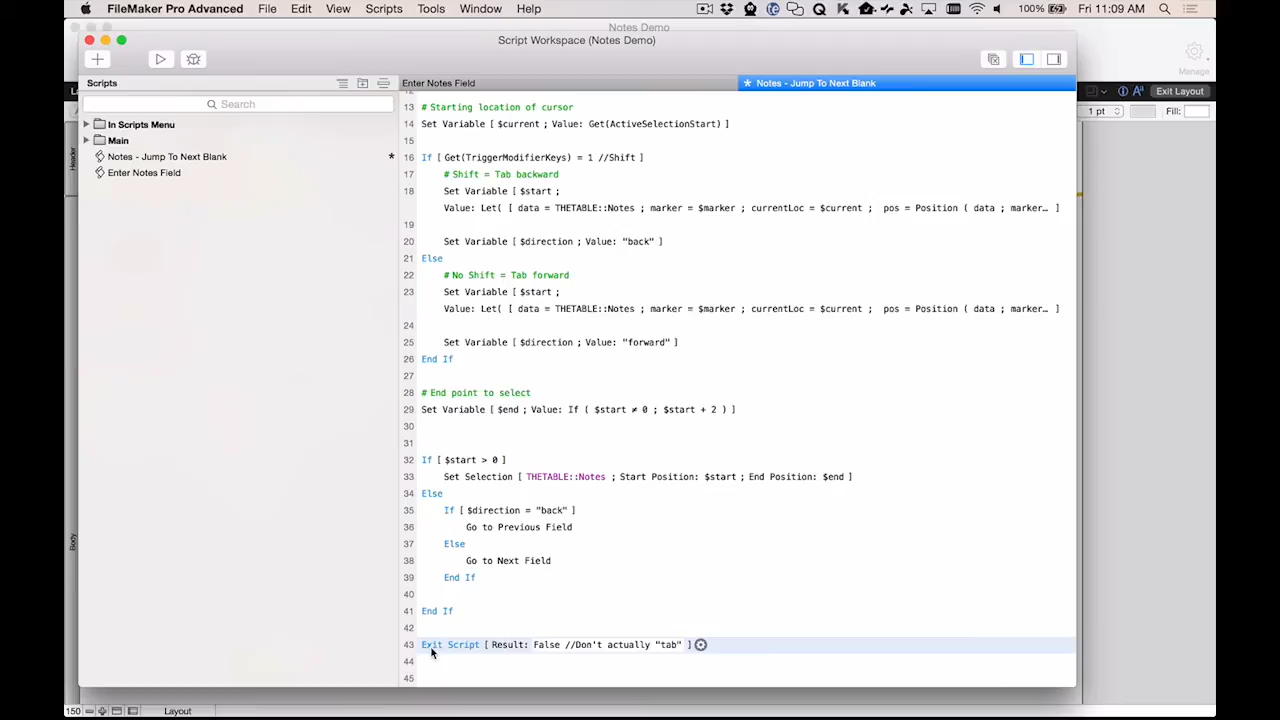 FileMaker Pro Advanced File Edit View Scripts Tools Window Help 100% Fri 11:09 AM
Notes Demo
Script Workspace (Notes Demo)
Manage
Scripts
Enter Notes Field
* Notes - Jump To Next Blank
Exit Layout
Search
1 pt
Fill:
In Scripts Menu
Main
Notes - Jump To Next Blank *
Enter Notes Field
Header
Body
12
13 # Starting location of cursor
14 Set Variable [ $current ; Value: Get(ActiveSelectionStart) ]
15
16 If [ Get(TriggerModifierKeys) = 1 //Shift ]
17 # Shift = Tab backward
18 Set Variable [ $start ;
Value: Let( [ data = THETABLE::Notes ; marker = $marker ; currentLoc = $current ; pos = Position ( data ; marker… ]
19
20 Set Variable [ $direction ; Value: "back" ]
21 Else
22 # No Shift = Tab forward
23 Set Variable [ $start ;
Value: Let( [ data = THETABLE::Notes ; marker = $marker ; currentLoc = $current ; pos = Position ( data ; marker… ]
24
25 Set Variable [ $direction ; Value: "forward" ]
26 End If
27
28 # End point to select
29 Set Variable [ $end ; Value: If ( $start ≠ 0 ; $start + 2 ) ]
30
31
32 If [ $start > 0 ]
33 Set Selection [ THETABLE::Notes ; Start Position: $start ; End Position: $end ]
34 Else
35 If [ $direction = "back" ]
36 Go to Previous Field
37 Else
38 Go to Next Field
39 End If
40
41 End If
42
43 Exit Script [ Result: False //Don't actually "tab" ]
44
45
150 Layout